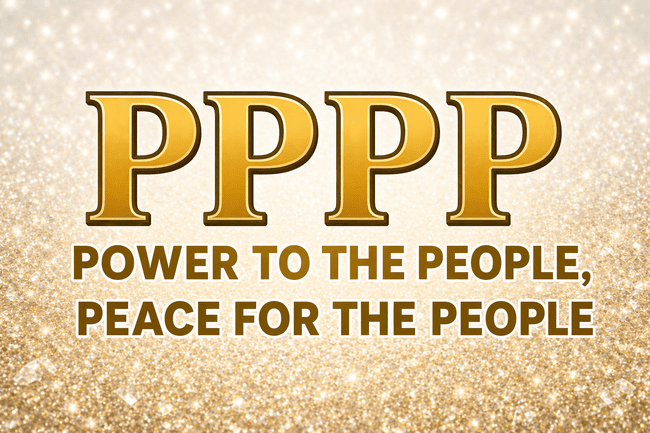 PPPP
POWER TO THE PEOPLE,
PEACE FOR THE PEOPLE